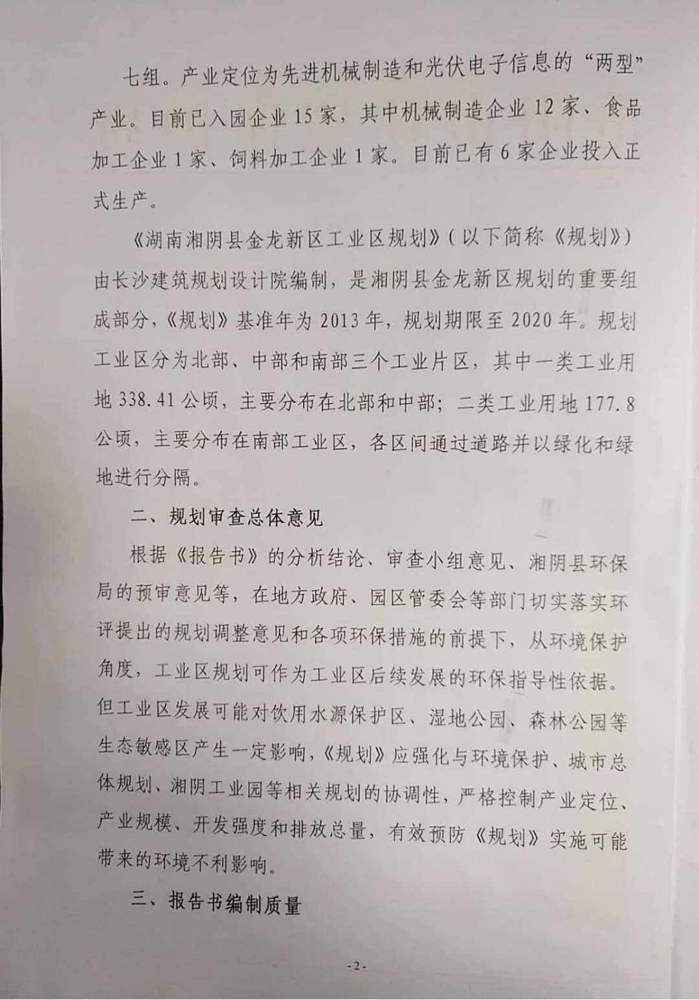 七组。产业定位为先进机械制造和光伏电子信息的“两型”
产业。目前已入园企业 15 家，其中机械制造企业 12 家、食品
加工企业 1 家、饲料加工企业 1 家。目前已有 6 家企业投入正
式生产。
《湖南湘阴县金龙新区工业区规划》（以下简称《规划》）
由长沙建筑规划设计院编制，是湘阴县金龙新区规划的重要组
成部分，《规划》基准年为 2013 年，规划期限至 2020 年。规划
工业区分为北部、中部和南部三个工业片区，其中一类工业用
地 338.41 公顷，主要分布在北部和中部；二类工业用地 177.8
公顷，主要分布在南部工业区，各区间通过道路并以绿化和绿
地进行分隔。
二、规划审查总体意见
根据《报告书》的分析结论、审查小组意见、湘阴县环保
局的预审意见等，在地方政府、园区管委会等部门切实落实环
评提出的规划调整意见和各项环保措施的前提下，从环境保护
角度，工业区规划可作为工业区后续发展的环保指导性依据。
但工业区发展可能对饮用水源保护区、湿地公园、森林公园等
生态敏感区产生一定影响，《规划》应强化与环境保护、城市总
体规划、湘阴工业园等相关规划的协调性，严格控制产业定位、
产业规模、开发强度和排放总量，有效预防《规划》实施可能
带来的环境不利影响。
三、报告书编制质量
- 2 -